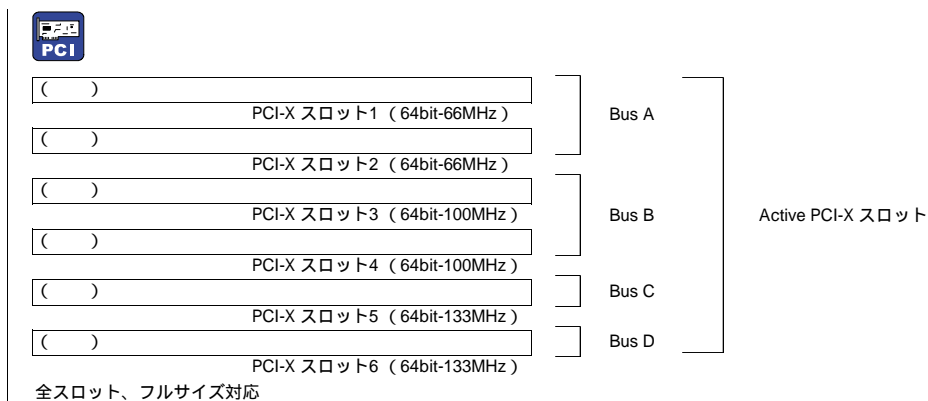 PCI
(　　)
PCI-X スロット1 ( 64bit-66MHz )
Bus A
(　　)
PCI-X スロット2 ( 64bit-66MHz )
(　　)
PCI-X スロット3 ( 64bit-100MHz )
Bus B
Active PCI-X スロット
(　　)
PCI-X スロット4 ( 64bit-100MHz )
(　　)
Bus C
PCI-X スロット5 ( 64bit-133MHz )
(　　)
Bus D
PCI-X スロット6 ( 64bit-133MHz )
全スロット、フルサイズ対応